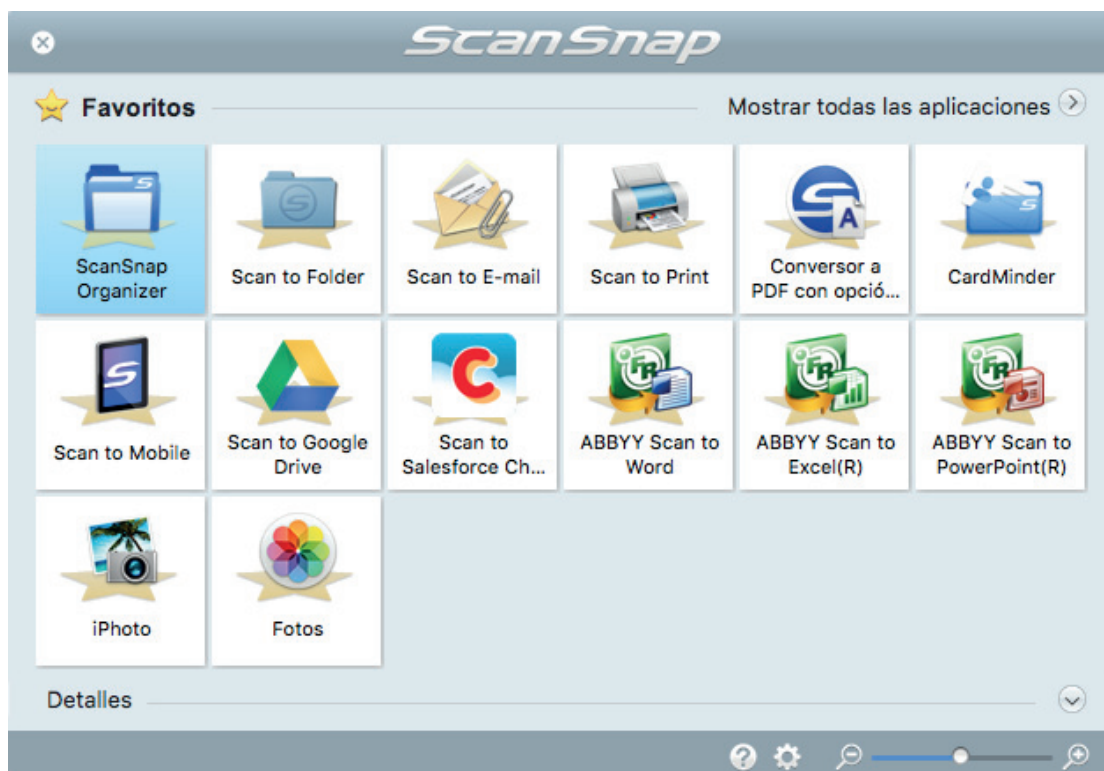 ScanSnap
Favoritos
Mostrar todas las aplicaciones
ScanSnap
Organizer
Scan to Folder
Scan to E-mail
Scan to Print
Conversor a
PDF con opció...
CardMinder
Scan to Mobile
Scan to Google
Drive
Scan to
Salesforce Ch...
ABBYY Scan to
Word
ABBYY Scan to
Excel(R)
ABBYY Scan to
PowerPoint(R)
iPhoto
Fotos
Detalles